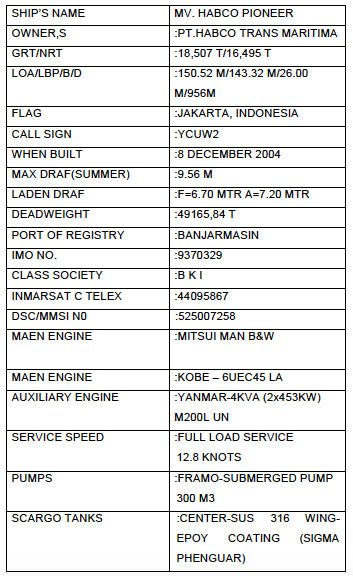 SHIP'S NAME MV. HABCO PIONEER
OWNER,S :PT.HABCO TRANS MARITIMA
GRT/NRT :18,507 T/16,495 T
LOA/LBP/B/D :150.52 M/143.32 M/26.00
M/956M
FLAG :JAKARTA, INDONESIA
CALL SIGN :YCUW2
WHEN BUILT :8 DECEMBER 2004
MAX DRAF(SUMMER) :9.56 M
LADEN DRAF :F=6.70 MTR A=7.20 MTR
DEADWEIGHT :49165,84 T
PORT OF REGISTRY :BANJARMASIN
IMO NO. :9370329
CLASS SOCIETY :B K I
INMARSAT C TELEX :44095867
DSC/MMSI N0 :525007258
MAEN ENGINE :MITSUI MAN B&W
MAEN ENGINE :KOBE – 6UEC45 LA
AUXILIARY ENGINE :YANMAR-4KVA (2x453KW)
M200L UN
SERVICE SPEED :FULL LOAD SERVICE
12.8 KNOTS
PUMPS :FRAMO-SUBMERGED PUMP
300 M3
SCARGO TANKS :CENTER-SUS 316 WING-
EPOY COATING (SIGMA
PHENGUAR)